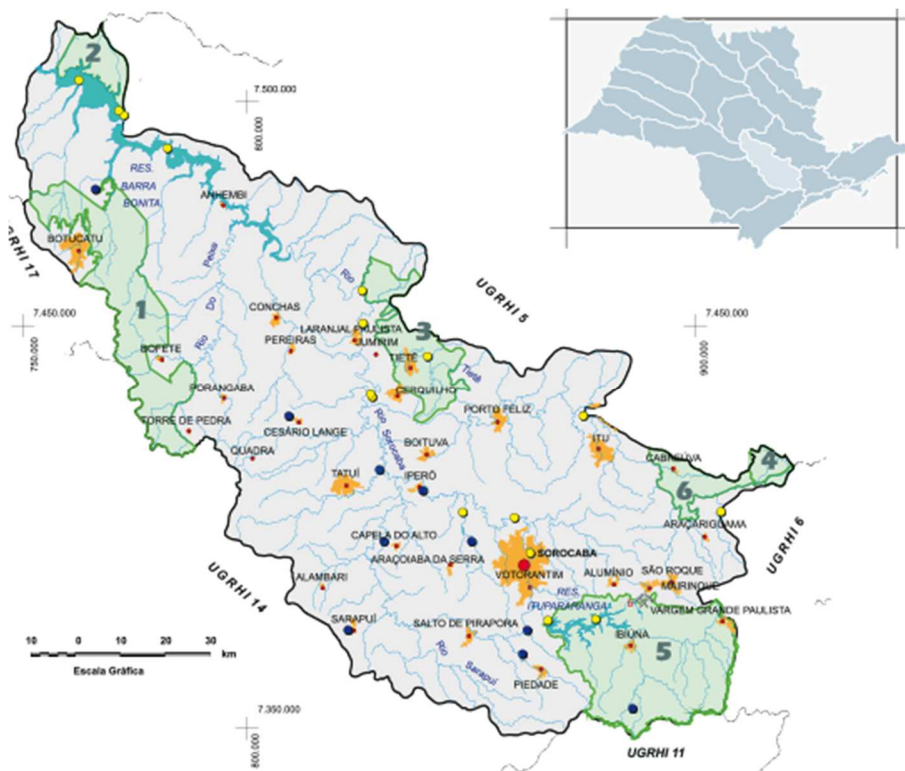 2
7.500.000
800.000
RES.
BARRA
BONITA
ANHEMBI
UGRHI 17
BOTUCATU
Rio Do Peixe
Rio
UGRHI 5
7.450.000
750.000
7.450.000
900.000
CONCHAS
1
LARANJAL PAULISTA
3
PEREIRAS
JUMIRIM
BOFETE
TIETÊ
Tietê
CERQUILHO
PORANGABA
PORTO FELIZ
TORRE DE PEDRA
CESÁRIO LANGE
Rio Sorocaba
QUADRA
BOITUVA
ITU
TATUÍ
IPERÓ
CABREÚVA
4
6
ARAÇARIGUAMA
UGRHI 6
CAPELA DO ALTO
SOROCABA
ARAÇOIABA DA SERRA
VOTORANTIM
UGRHI 14
ALAMBARI
ALUMÍNIO
SÃO ROQUE
MAIRINQUE
RES.
ITUPARARANGA
VARGEM GRANDE PAULISTA
SARAPUÍ
SALTO DE PIRAPORA
IBIÚNA
5
Rio Sarapuí
PIEDADE
10 0 10 20 30
km
Escala Gráfica
7.350.000
800.000
UGRHI 11